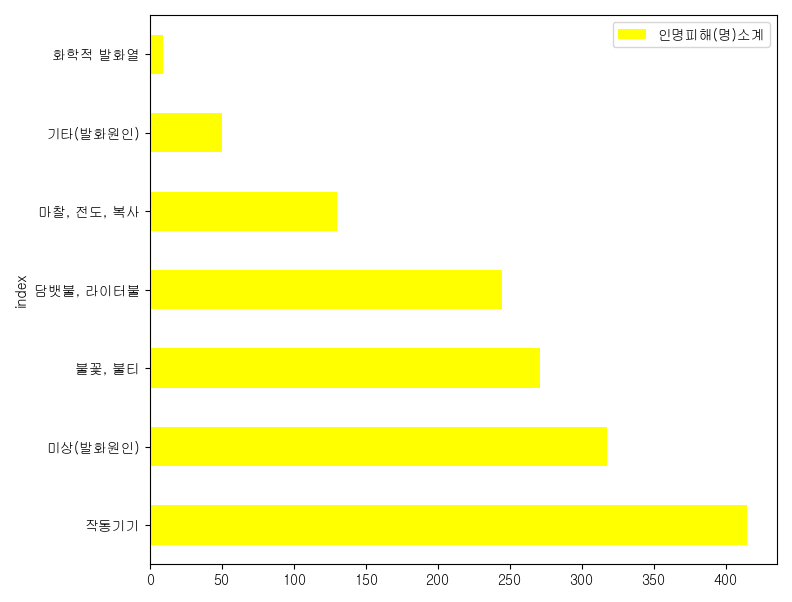 인명피해(명)소계
화학적 발화열
기타(발화원인)
마찰, 전도, 복사
담뱃불, 라이터불
불꽃, 불티
미상(발화원인)
작동기기
index
0 50 100 150 200 250 300 350 400